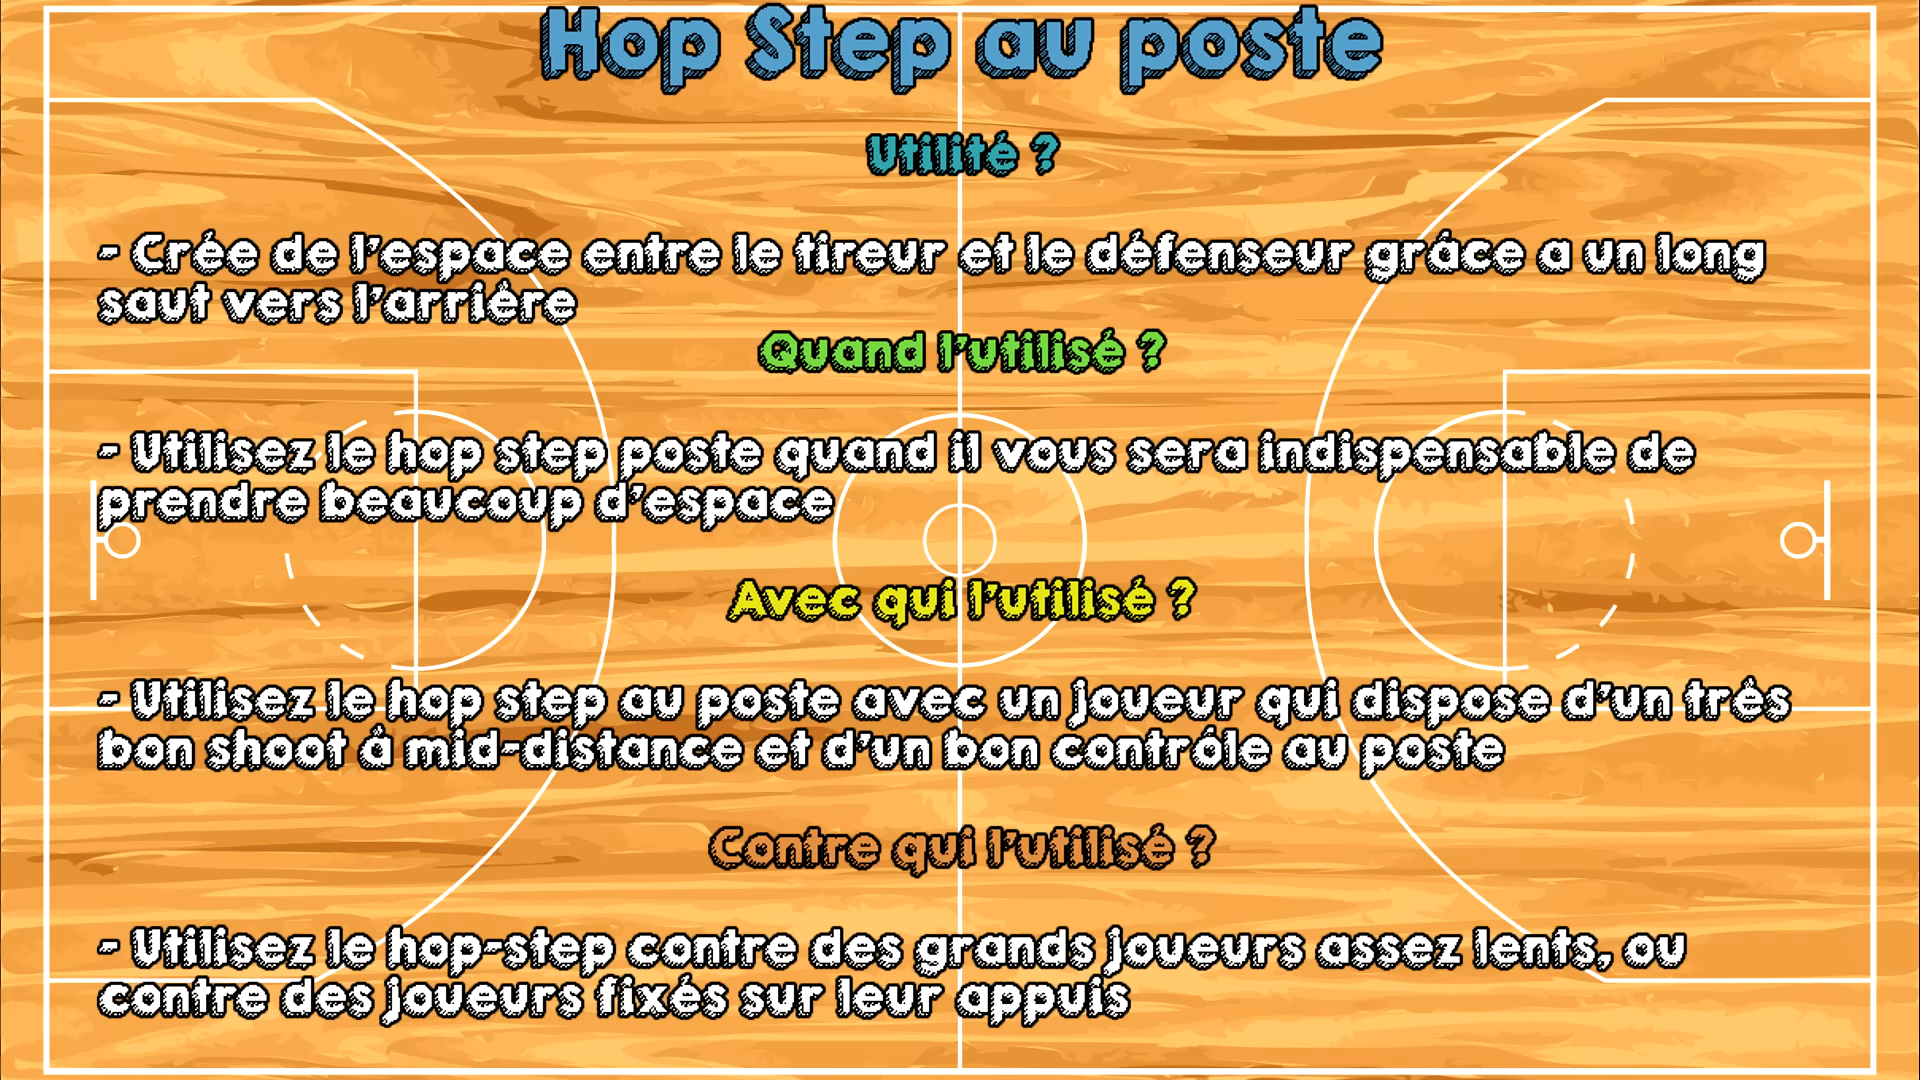 Hop Step au poste
Utilité ?
- Crée de l'espace entre le tireur et le défenseur grâce a un long
saut vers l'arrière
Quand l'utilisé ?
- Utilisez le hop step poste quand il vous sera indispensable de
prendre beaucoup d'espace
Avec qui l'utilisé ?
- Utilisez le hop step au poste avec un joueur qui dispose d'un très
bon shoot à mid-distance et d'un bon contrôle au poste
Contre qui l'utilisé ?
- Utilisez le hop-step contre des grands joueurs assez lents, ou
contre des joueurs fixés sur leur appuis